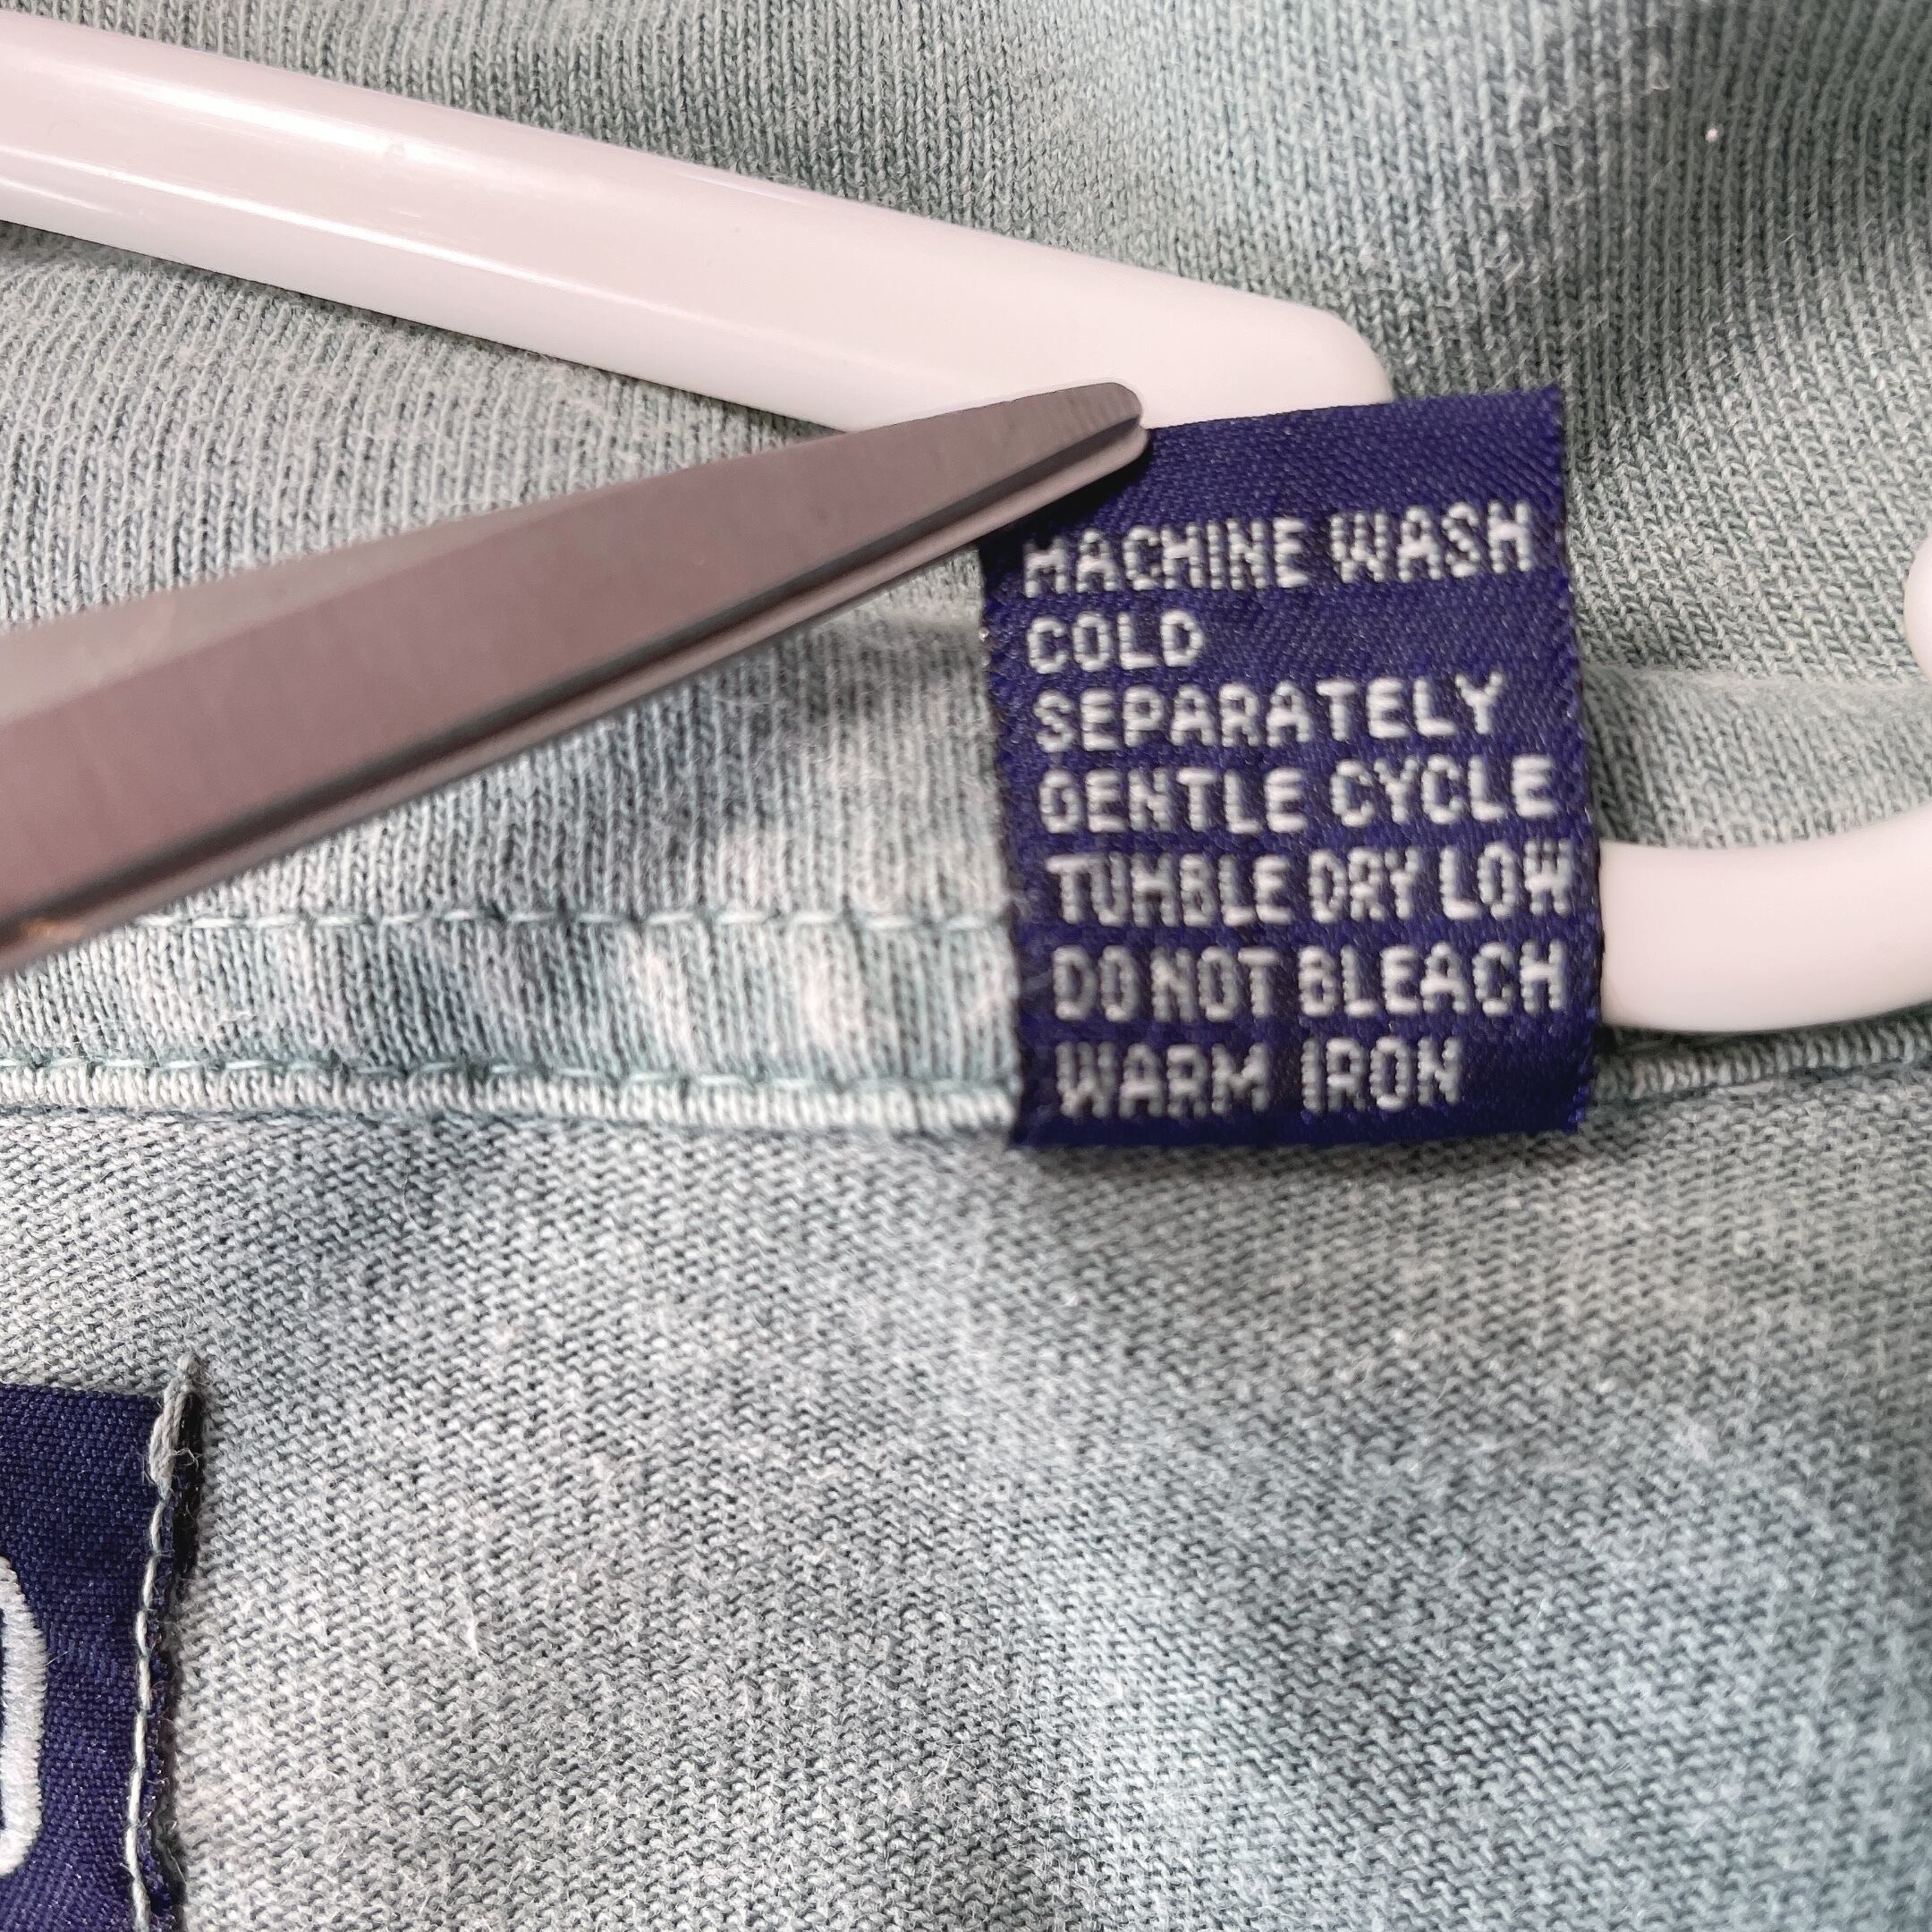 MACHINE WASH
COLD
SEPARATELY
GENTLE CYCLE
TUMBLE DRY LOW
DO NOT BLEACH
WARM IRON